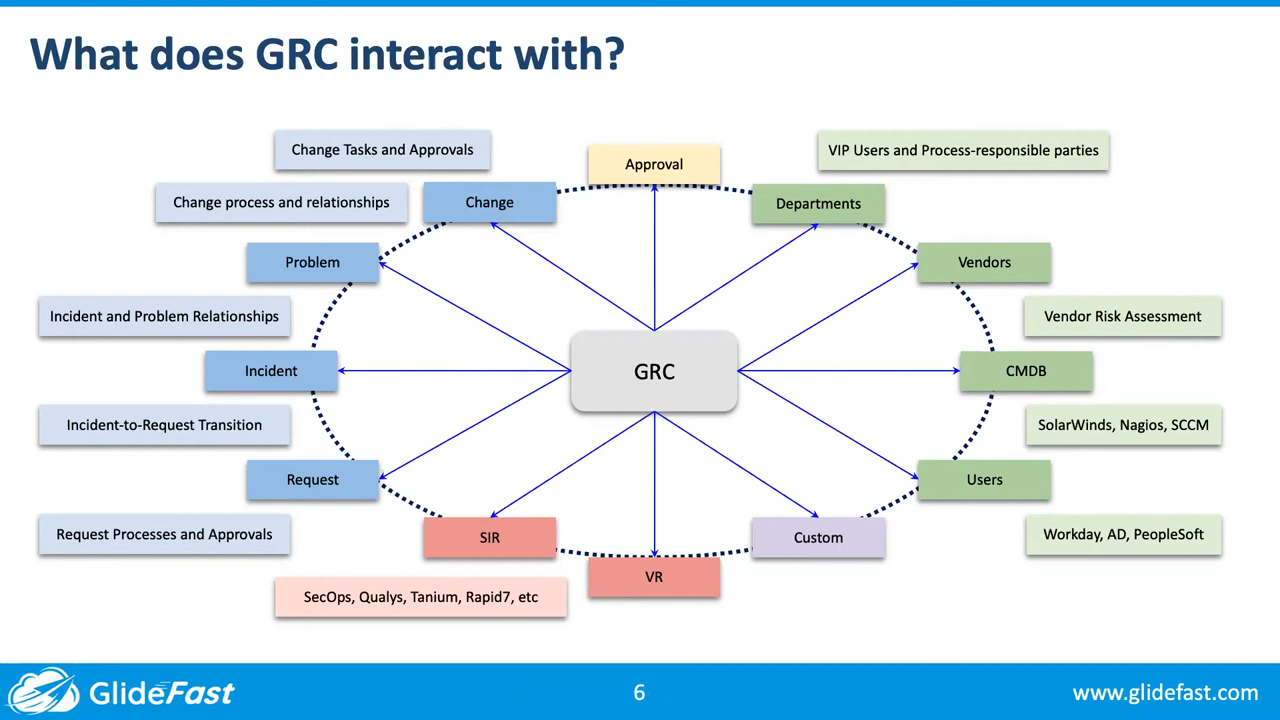 What does GRC interact with?
Change Tasks and Approvals
Approval
VIP Users and Process-responsible parties
Change process and relationships
Change
Departments
Problem
Vendors
Incident and Problem Relationships
Vendor Risk Assessment
Incident
GRC
CMDB
Incident-to-Request Transition
SolarWinds, Nagios, SCCM
Request
Users
Request Processes and Approvals
SIR
Custom
Workday, AD, PeopleSoft
VR
SecOps, Qualys, Tanium, Rapid7, etc
GlideFast
6
www.glidefast.com